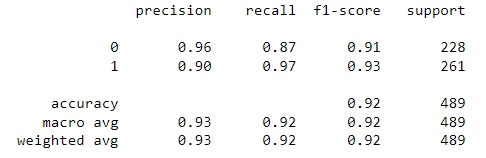 precision recall f1-score support
0 0.96 0.87 0.91 228
1 0.90 0.97 0.93 261
accuracy 0.92 489
macro avg 0.93 0.92 0.92 489
weighted avg 0.93 0.92 0.92 489